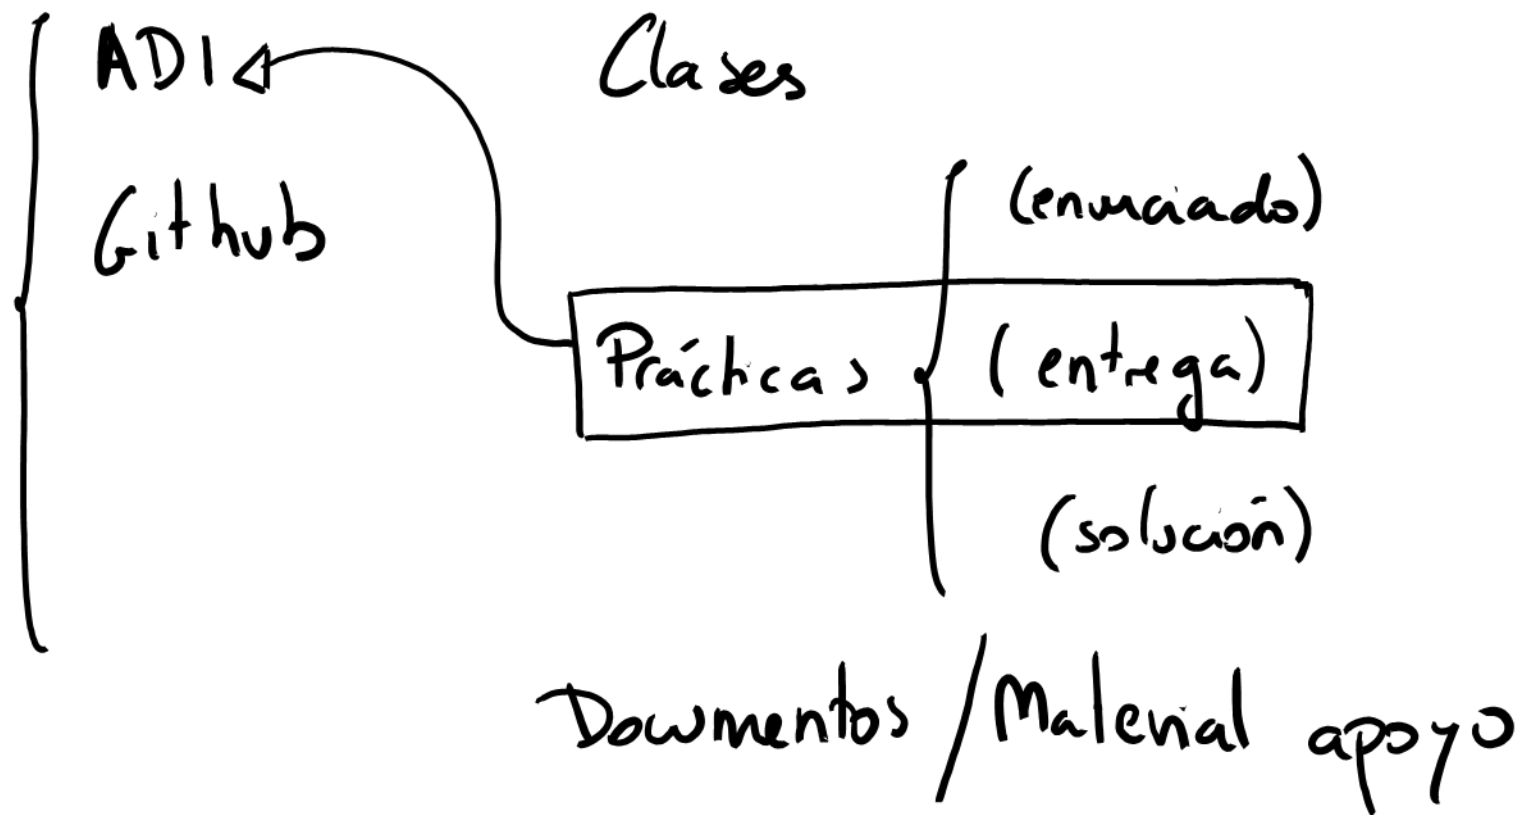 ADI
Github
Clases
Prácticas
(enunciado)
(entrega)
(solución)
Documentos / Material apoyo